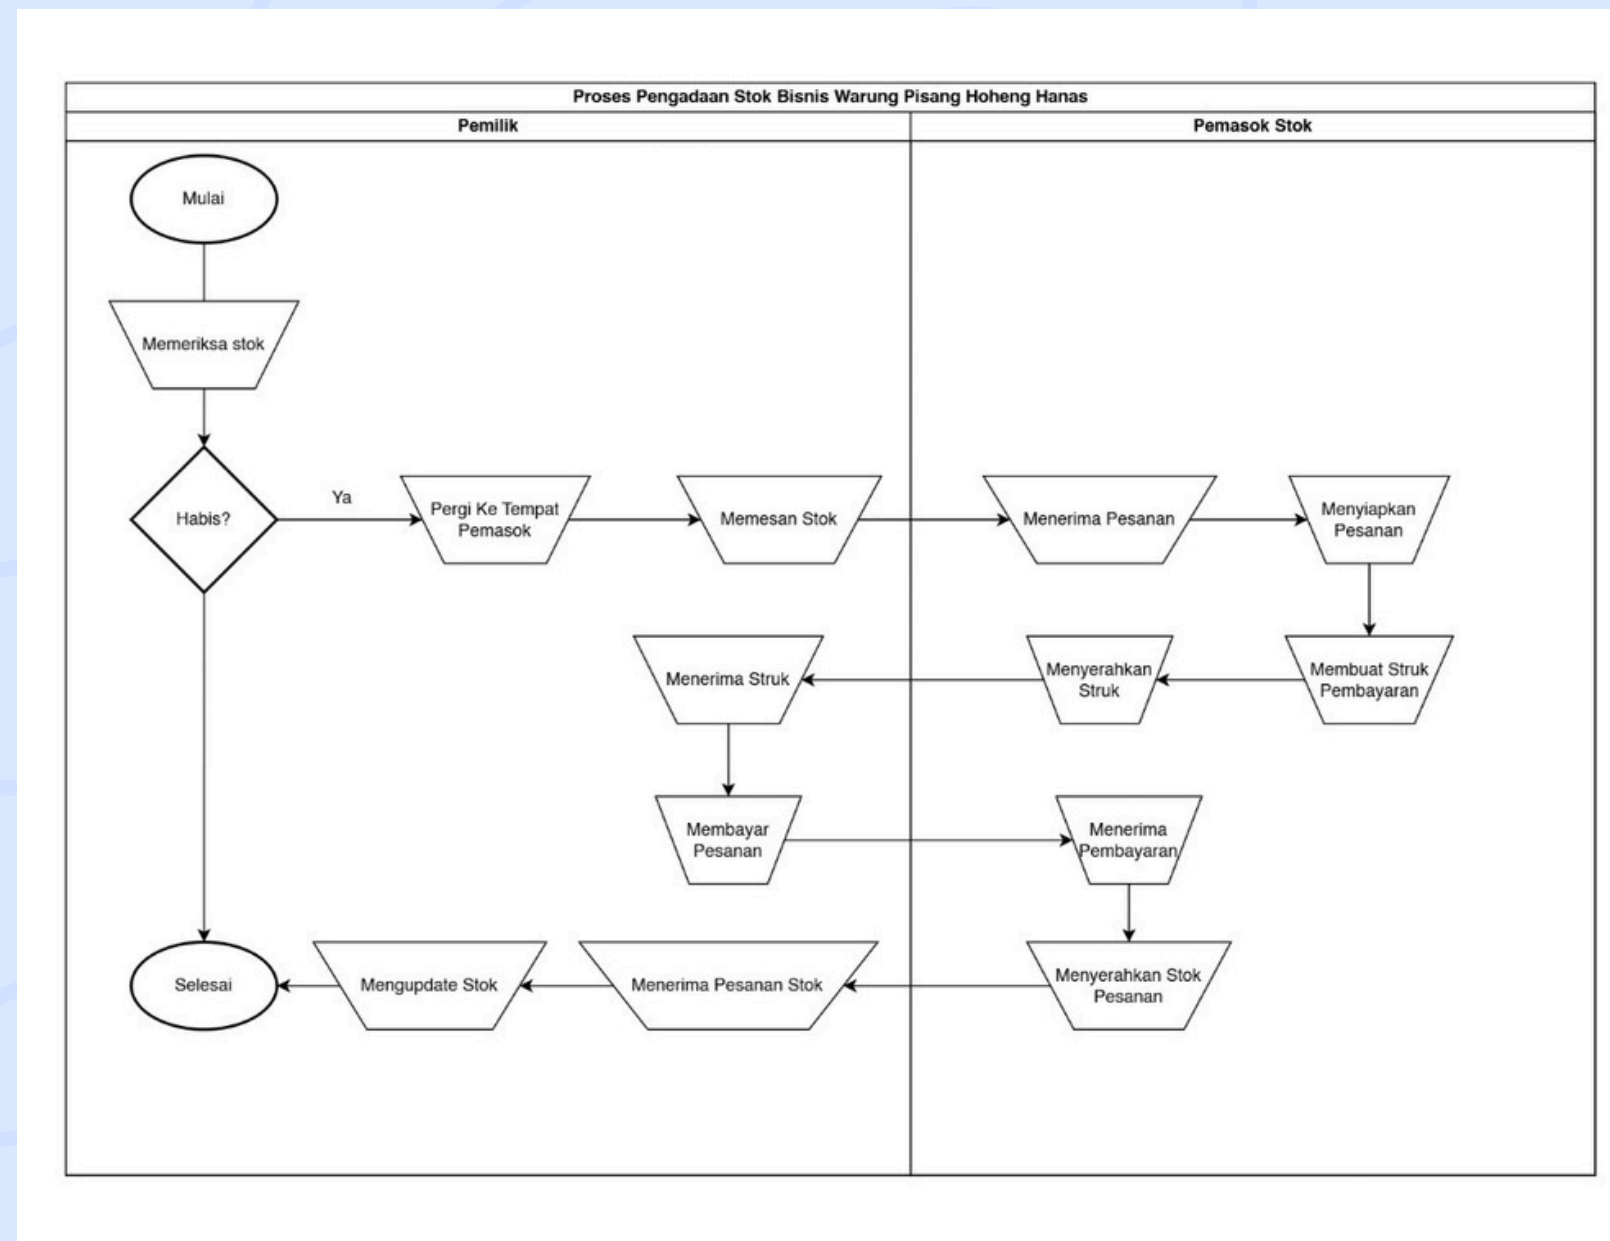 Proses Pengadaan Stok Bisnis Warung Pisang Hoheng Hanas
Pemilik
Pemasok Stok
Mulai
Memeriksa stok
Habis?
Ya
Pergi Ke Tempat
Pemasok
Memesan Stok
Menerima Pesanan
Menyiapkan
Pesanan
Membuat Struk
Pembayaran
Menyerahkan
Struk
Menerima Struk
Membayar
Pesanan
Menerima
Pembayaran
Menyerahkan Stok
Pesanan
Menerima Pesanan Stok
Mengupdate Stok
Selesai